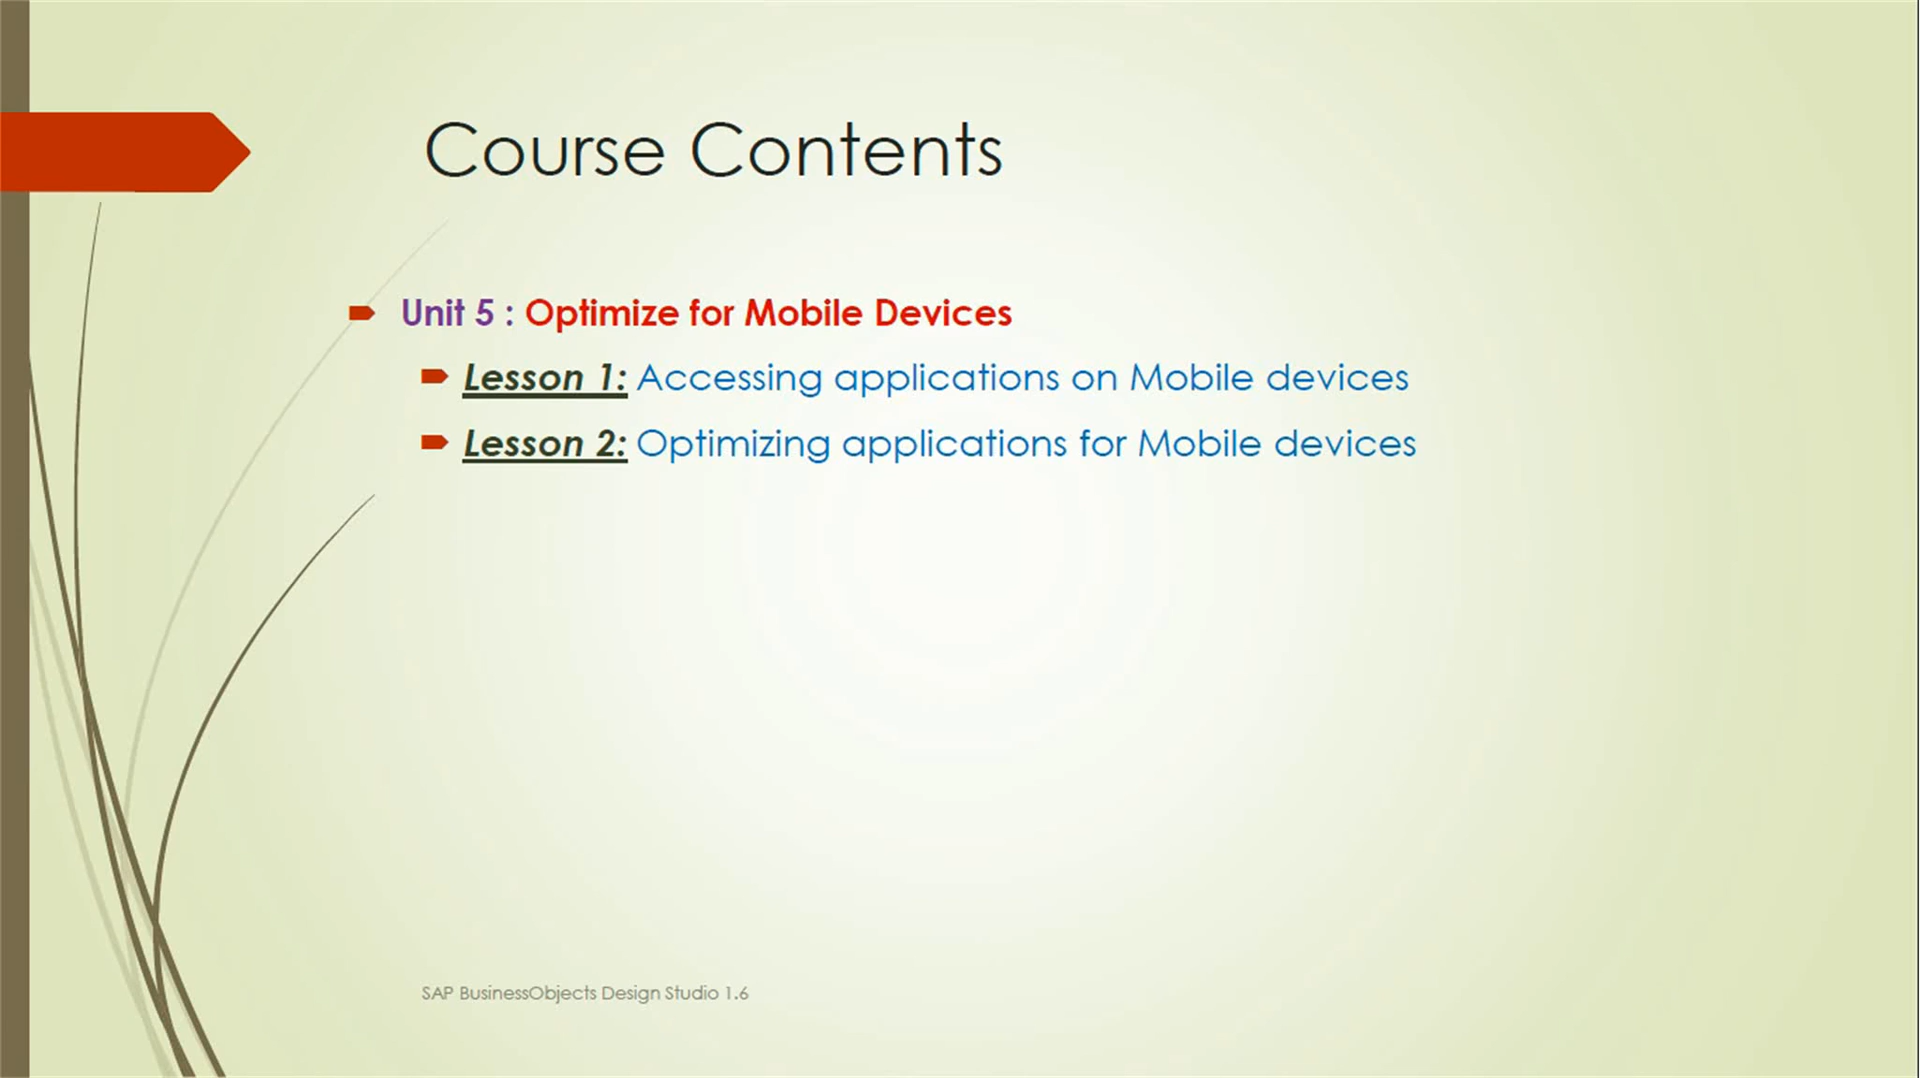 Course Contents
Unit 5 : Optimize for Mobile Devices
Lesson 1: Accessing applications on Mobile devices
Lesson 2: Optimizing applications for Mobile devices
SAP BusinessObjects Design Studio 1.6